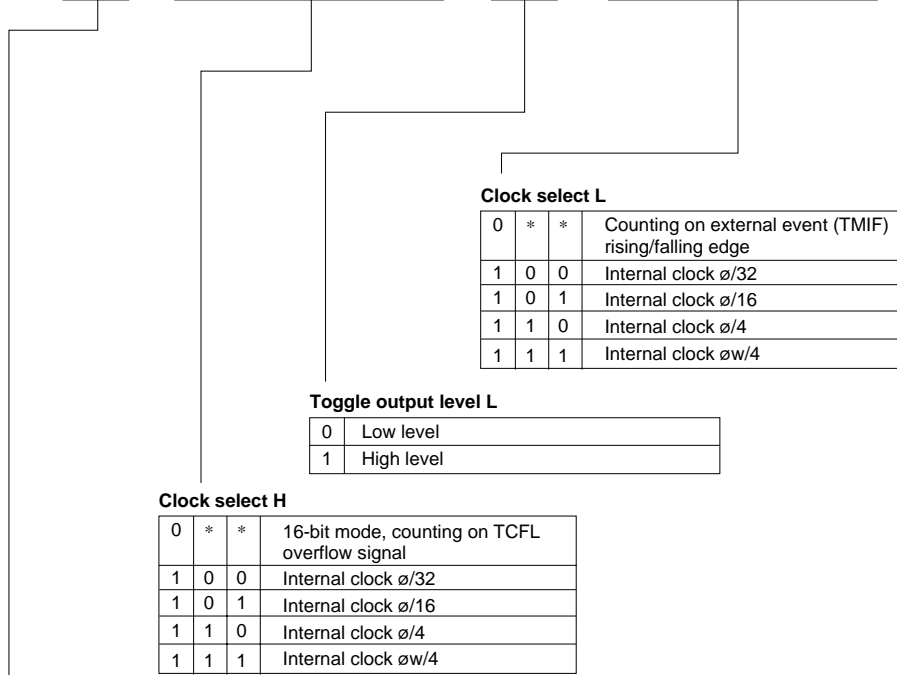 Clock select L
0 * * Counting on external event (TMIF)
rising/falling edge
1 0 0 Internal clock ø/32
1 0 1 Internal clock ø/16
1 1 0 Internal clock ø/4
1 1 1 Internal clock øw/4
Toggle output level L
0 Low level
1 High level
Clock select H
0 * * 16-bit mode, counting on TCFL
overflow signal
1 0 0 Internal clock ø/32
1 0 1 Internal clock ø/16
1 1 0 Internal clock ø/4
1 1 1 Internal clock øw/4